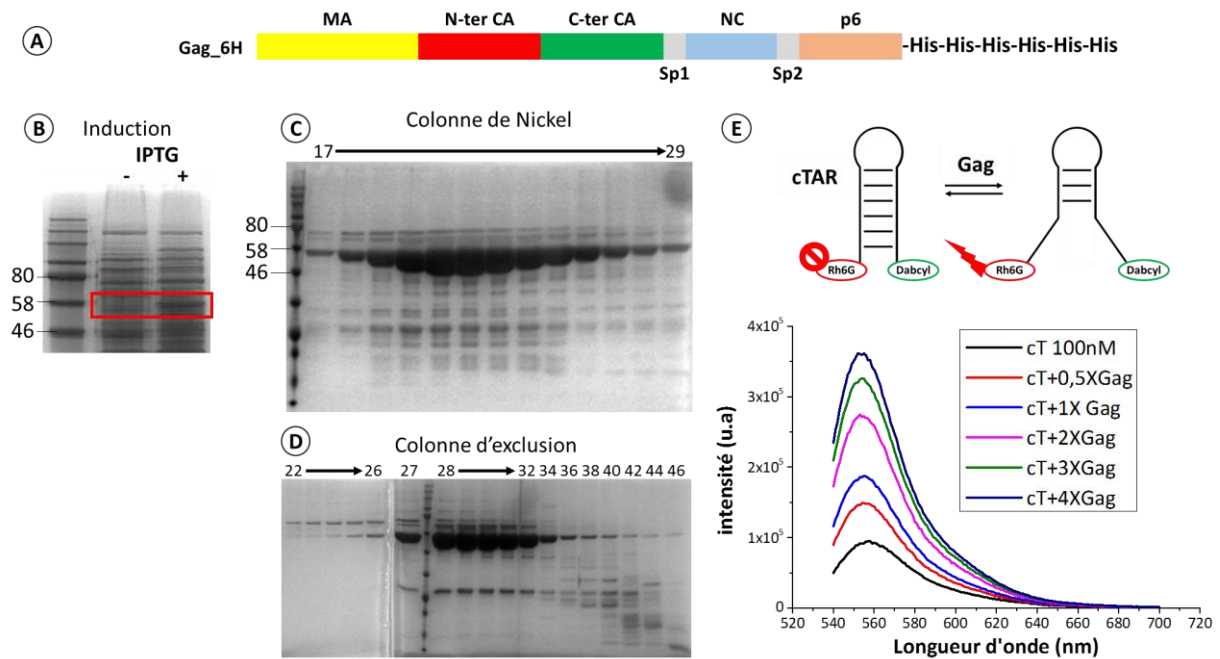 A
MA
N-ter CA
C-ter CA
NC
p6
Gag_6H
-His-His-His-His-His-His
Sp1
Sp2
B
Induction
IPTG
- +
80
58
46
C
Colonne de Nickel
17 29
80
58
46
D
Colonne d'exclusion
22 26 27 28 32 34 36 38 40 42 44 46
E
cTAR
Gag
Rh6G
Dabcyl
Rh6G
Dabcyl
4x10⁵
3x10⁵
2x10⁵
1x10⁵
0
intensité (u.a)
cT 100nM
cT+0,5XGag
cT+1X Gag
cT+2XGag
cT+3XGag
cT+4XGag
520 540 560 580 600 620 640 660 680 700 720
Longueur d'onde (nm)